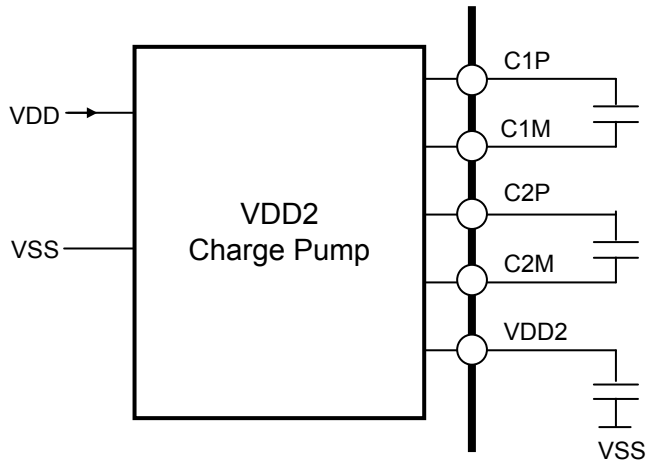 C1P
VDD
C1M
VDD2
Charge Pump
C2P
VSS
C2M
VDD2
VSS